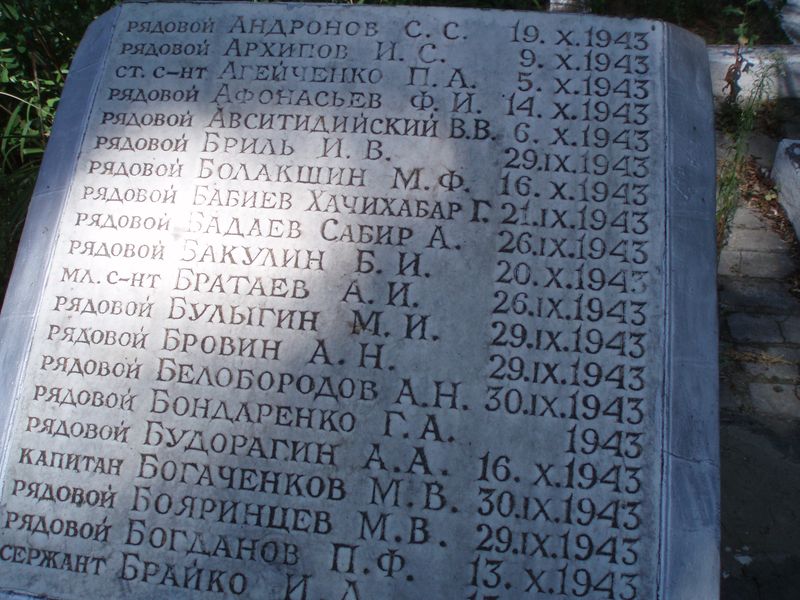 рядовой Андронов С. С. 19. X. 1943
рядовой Архипов И. С. 9. X. 1943
ст. с-нт Агейченко П. А. 5. X. 1943
рядовой Афонасьев Ф. И. 14. X. 1943
рядовой Авситидийский В.В. 6. X. 1943
рядовой Бриль И. В. 29.IX.1943
рядовой Болакшин М. Ф. 16. X. 1943
рядовой Бабиев Хачихабар Г. 21.IX.1943
рядовой Бадаев Сабир А. 26.IX.1943
рядовой Бакулин Б. И. 20. X. 1943
мл. с-нт Братаев А. И. 26.IX.1943
рядовой Булыгин М. И. 29.IX.1943
рядовой Бровин А. Н. 29.IX.1943
рядовой Белобородов А.Н. 30.IX.1943
рядовой Бондаренко Г. А. 1943
рядовой Будорагин А. А. 16. X. 1943
капитан Богаченков М. В. 30.IX.1943
рядовой Бояринцев М. В. 29.IX.1943
рядовой Богданов П. Ф. 13. X. 1943
сержант Брайко И.